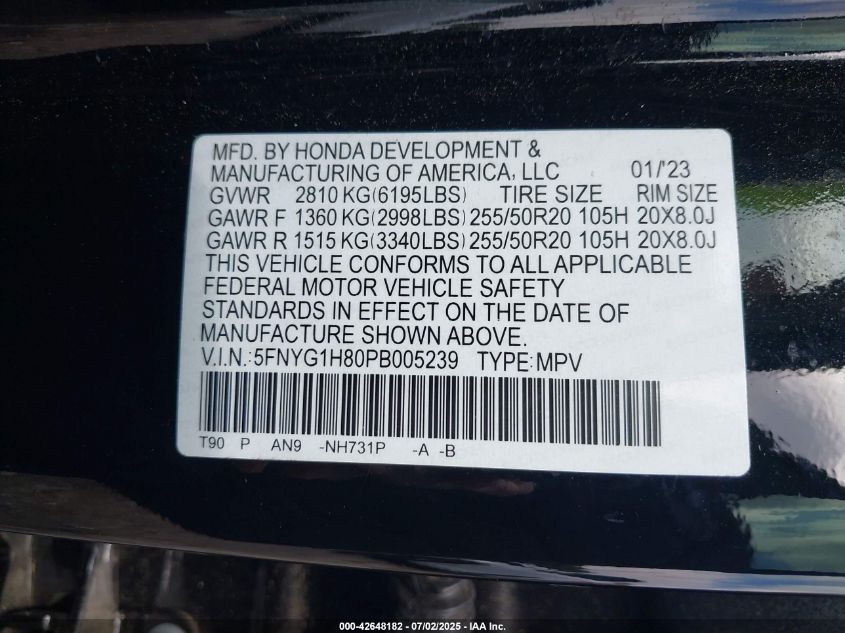 MFD. BY HONDA DEVELOPMENT &
MANUFACTURING OF AMERICA, LLC 01/'23
GVWR 2810 KG(6195LBS) TIRE SIZE RIM SIZE
GAWR F 1360 KG(2998LBS) 255/50R20 105H 20X8.0J
GAWR R 1515 KG(3340LBS) 255/50R20 105H 20X8.0J
THIS VEHICLE CONFORMS TO ALL APPLICABLE
FEDERAL MOTOR VEHICLE SAFETY
STANDARDS IN EFFECT ON THE DATE OF
MANUFACTURE SHOWN ABOVE.
V.I.N.:5FNYG1H80PB005239 TYPE:MPV
T90 P AN9 -NH731P -A -B
000-42648182 - 07/02/2025 - IAA Inc.